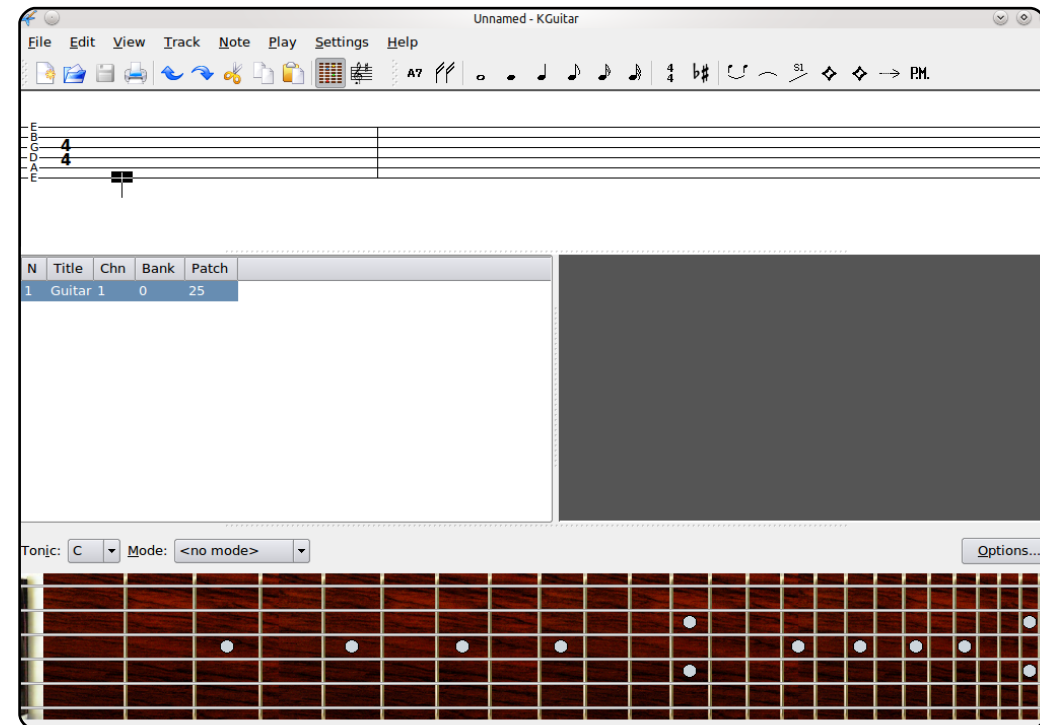 Unnamed - KGuitar
File Edit View Track Note Play Settings Help
A7 4 4 S1 P.M.
E
B
G
D
A
E
4
4
N Title Chn Bank Patch
1 Guitar 1 0 25
Tonic: C Mode: <no mode> Options...